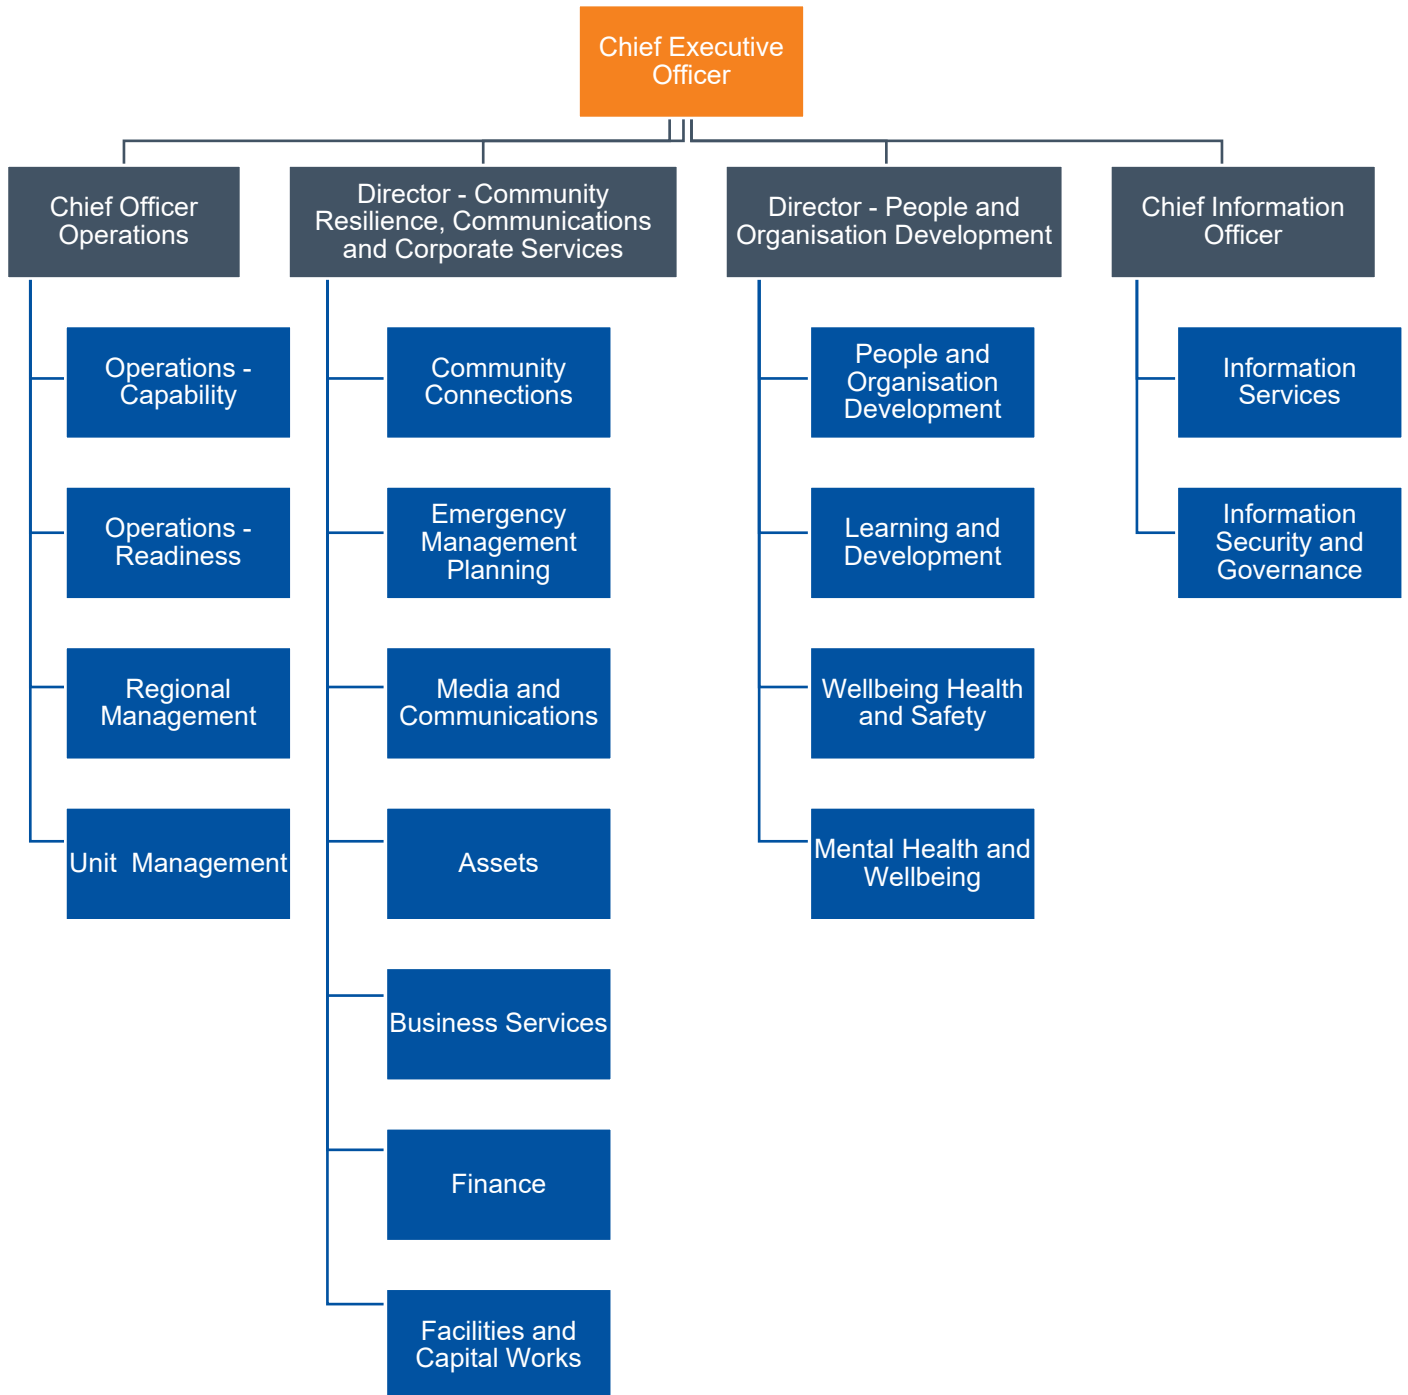 Chief Executive
Officer
Chief Officer
Operations
Director - Community
Resilience, Communications
and Corporate Services
Director - People and
Organisation Development
Chief Information
Officer
Operations -
Capability
Operations -
Readiness
Regional
Management
Unit  Management
Community
Connections
Emergency
Management
Planning
Media and
Communications
Assets
Business Services
Finance
Facilities and
Capital Works
People and
Organisation
Development
Learning and
Development
Wellbeing Health
and Safety
Mental Health and
Wellbeing
Information
Services
Information
Security and
Governance